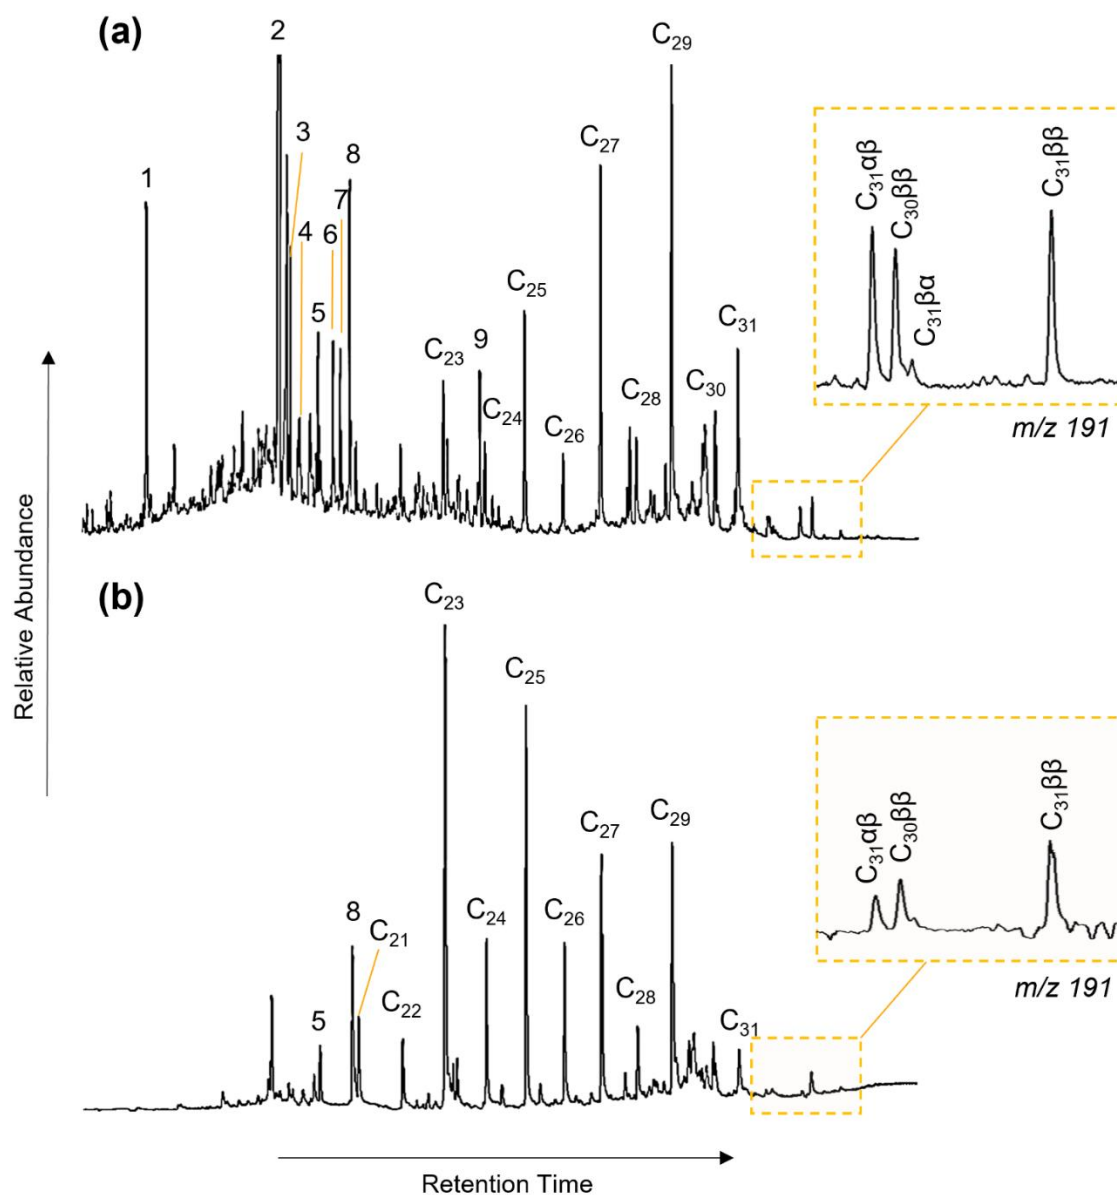 (a)
1
2
3
4
5
6
7
8
C₂₃
9
C₂₄
C₂₅
C₂₆
C₂₇
C₂₈
C₂₉
C₃₀
C₃₁
C₃₁αβ
C₃₀ββ
C₃₁βα
C₃₁ββ
m/z 191
Relative Abundance
(b)
5
8
C₂₁
C₂₂
C₂₃
C₂₄
C₂₅
C₂₆
C₂₇
C₂₈
C₂₉
C₃₁
C₃₁αβ
C₃₀ββ
C₃₁ββ
m/z 191
Retention Time